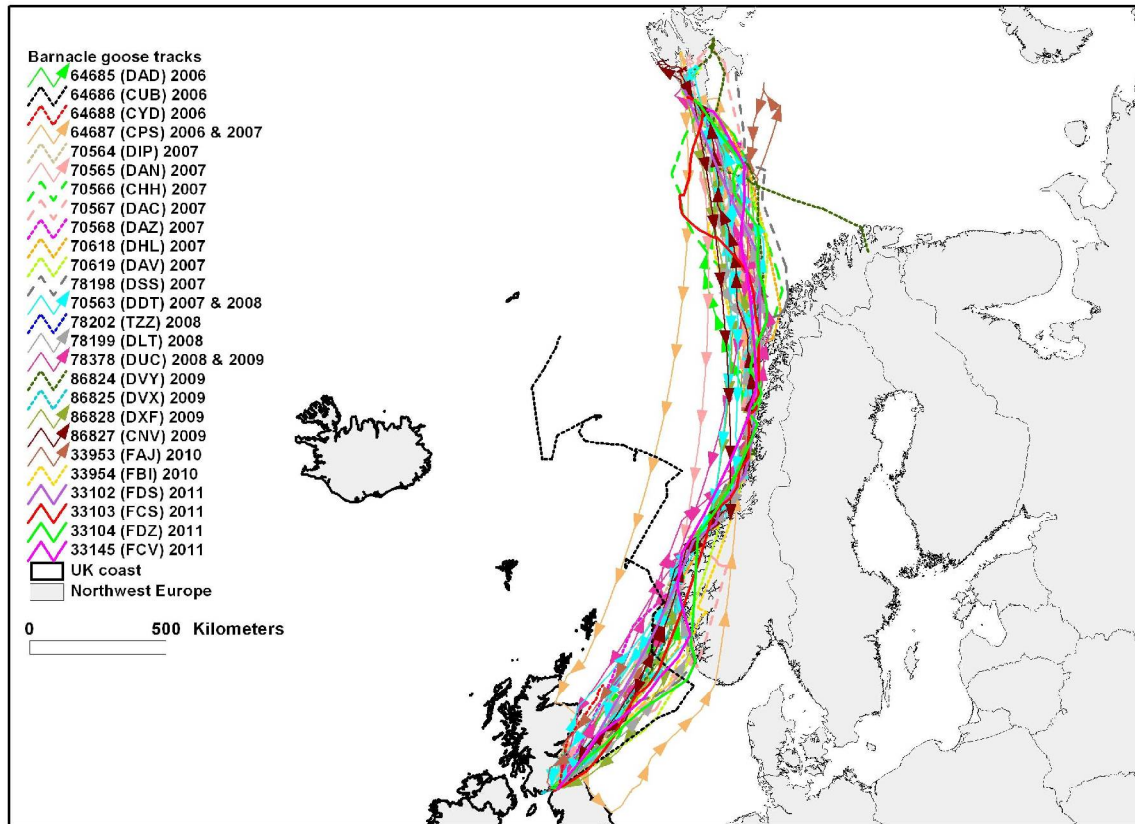 Barnacle goose tracks
64685 (DAD) 2006
64686 (CUB) 2006
64688 (CYD) 2006
64687 (CPS) 2006 & 2007
70564 (DIP) 2007
70565 (DAN) 2007
70566 (CHH) 2007
70567 (DAC) 2007
70568 (DAZ) 2007
70618 (DHL) 2007
70619 (DAV) 2007
78198 (DSS) 2007
70563 (DDT) 2007 & 2008
78202 (TZZ) 2008
78199 (DLT) 2008
78378 (DUC) 2008 & 2009
86824 (DVY) 2009
86825 (DVX) 2009
86828 (DXF) 2009
86827 (CNV) 2009
33953 (FAJ) 2010
33954 (FBI) 2010
33102 (FDS) 2011
33103 (FCS) 2011
33104 (FDZ) 2011
33145 (FCV) 2011
UK coast
Northwest Europe
0 500 Kilometers